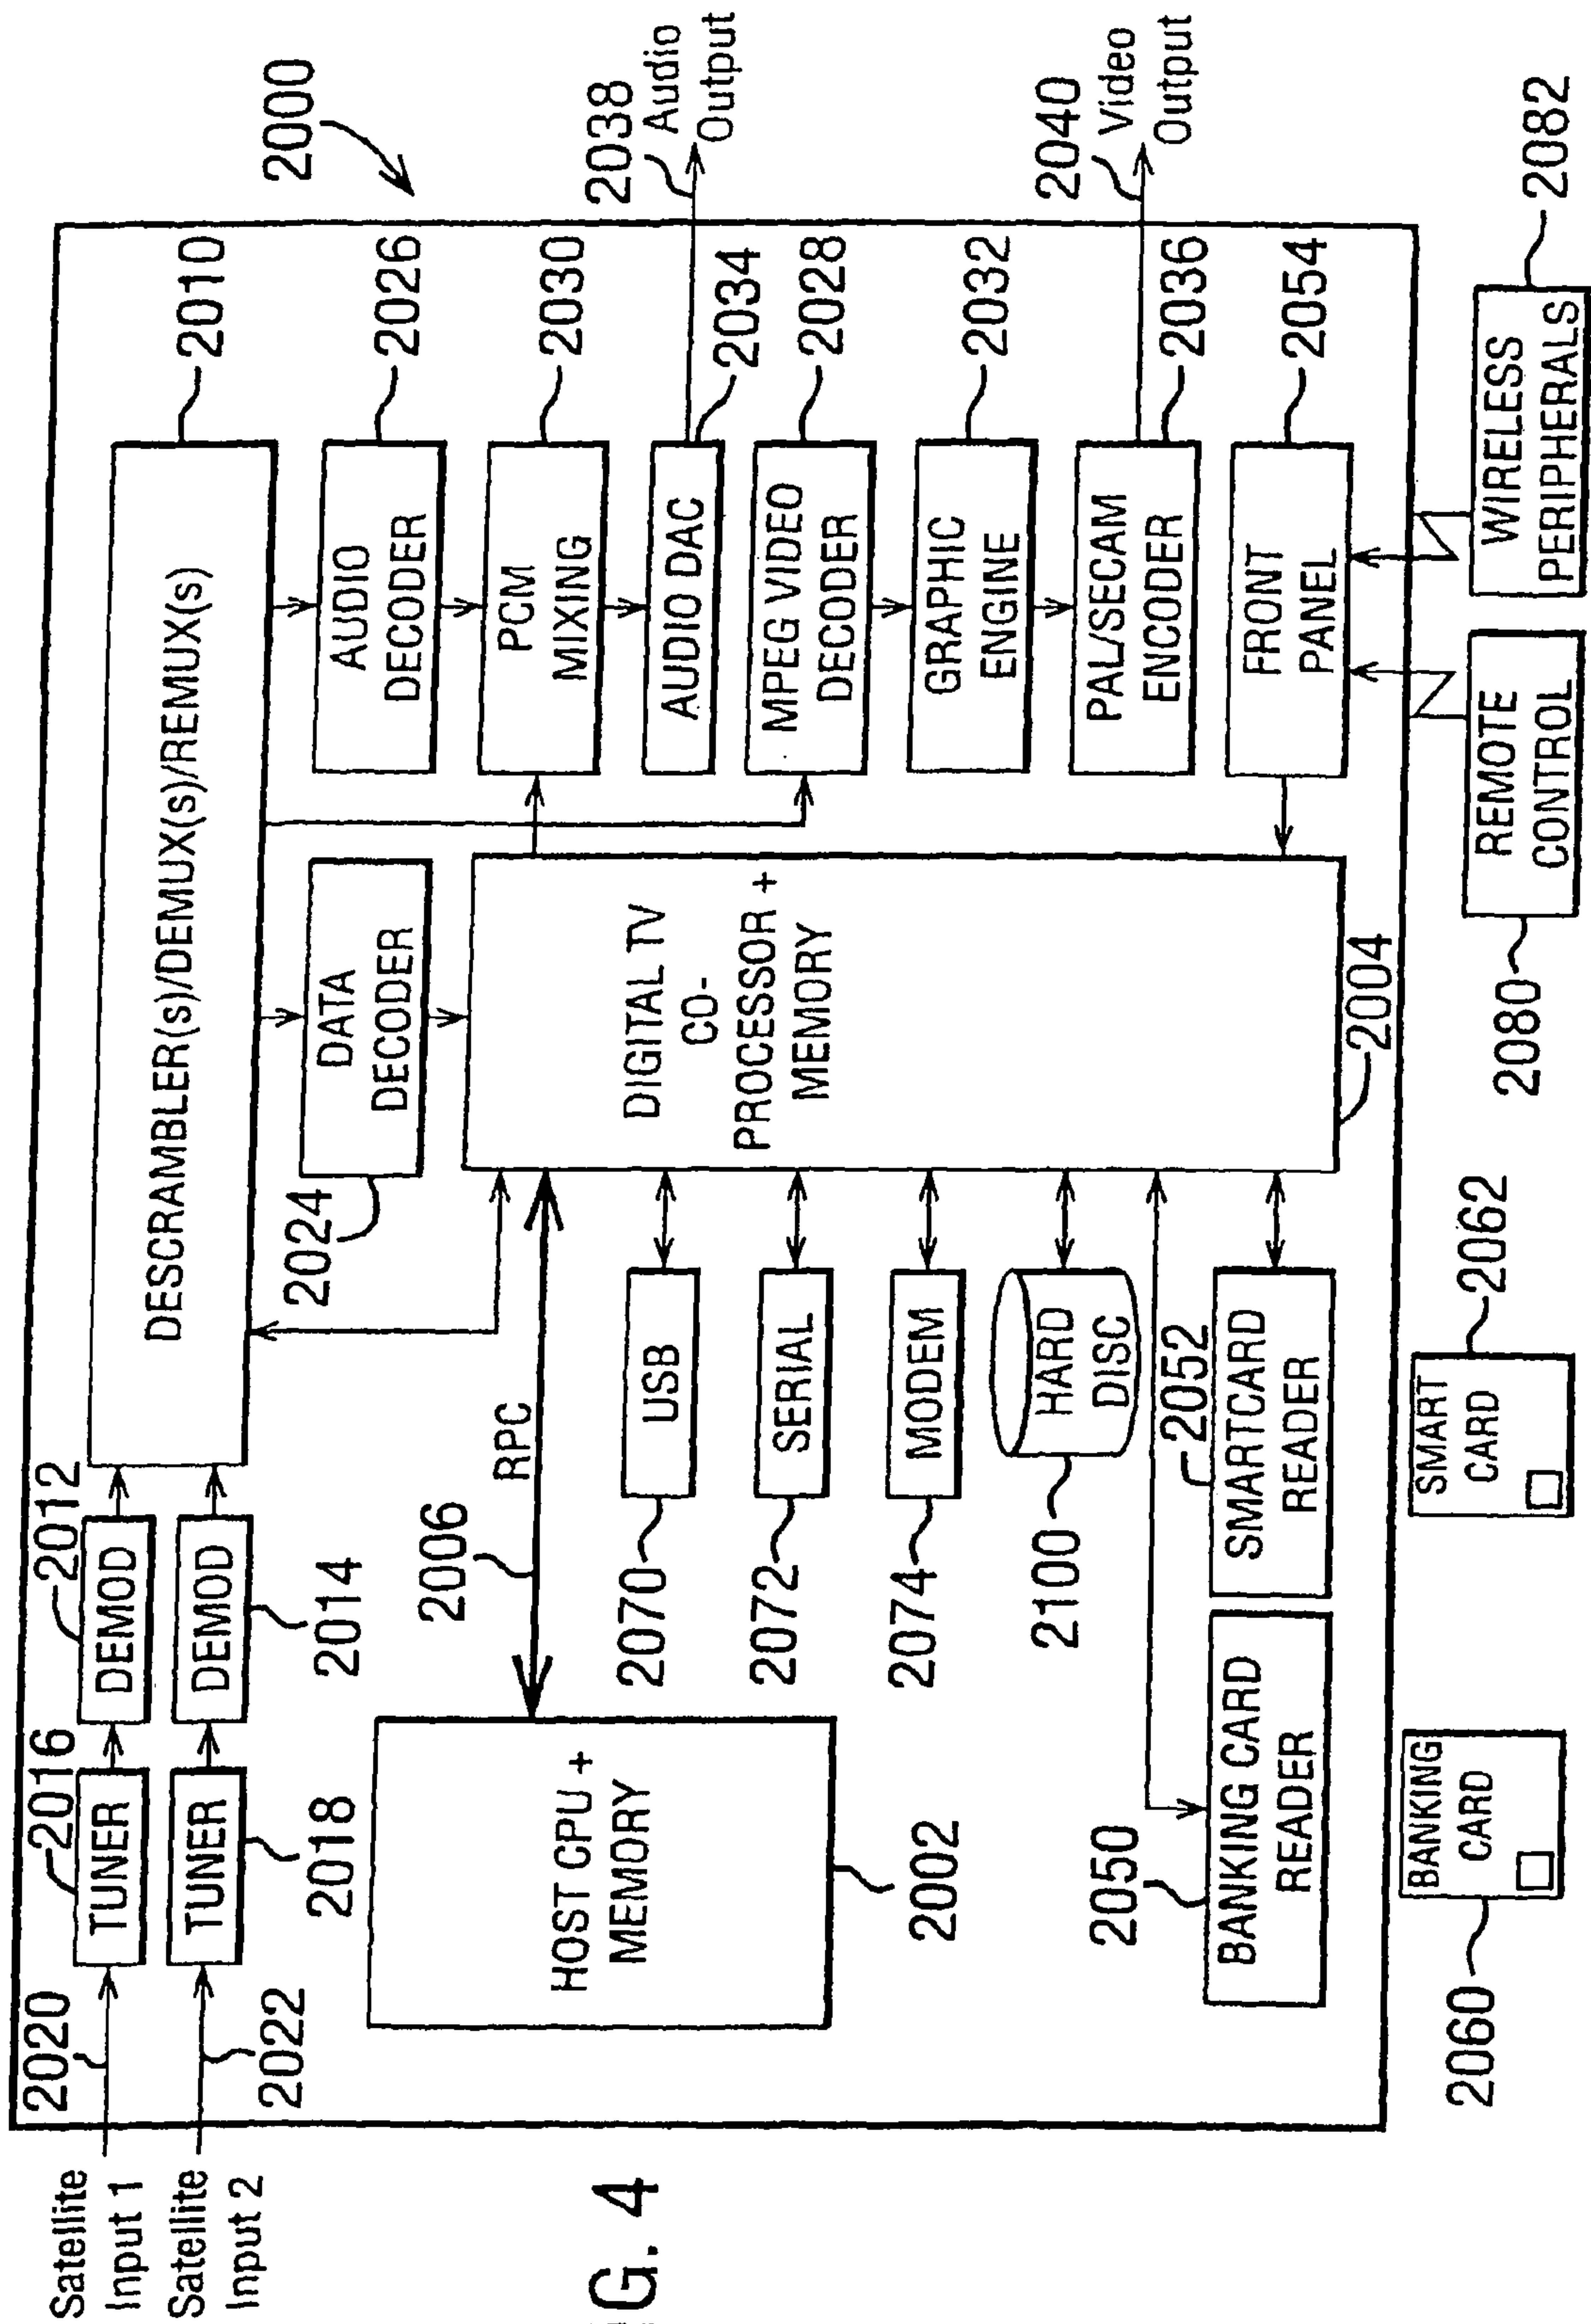 2000
DESCRAMBLER(s)/DEMUX(s)/REMUX(s)
2010
Satellite
Input 1
2020
TUNER
2016
DEMOD
2012
Satellite
Input 2
2022
TUNER
2018
DEMOD
2014
DATA
DECODER
2024
AUDIO
DECODER
2026
PCM
MIXING
2030
AUDIO DAC
2034
2038
Audio
Output
MPEG VIDEO
DECODER
2028
GRAPHIC
ENGINE
2032
PAL/SECAM
ENCODER
2036
2040
Video
Output
FRONT
PANEL
2054
HOST CPU +
MEMORY
2002
2006
RPC
DIGITAL TV
CO-
PROCESSOR +
MEMORY
2004
USB
2070
SERIAL
2072
MODEM
2074
HARD
DISC
2100
BANKING CARD
READER
2050
SMARTCARD
READER
2052
BANKING
CARD
2060
SMART
CARD
2062
REMOTE
CONTROL
2080
WIRELESS
PERIPHERALS
2082
G. 4